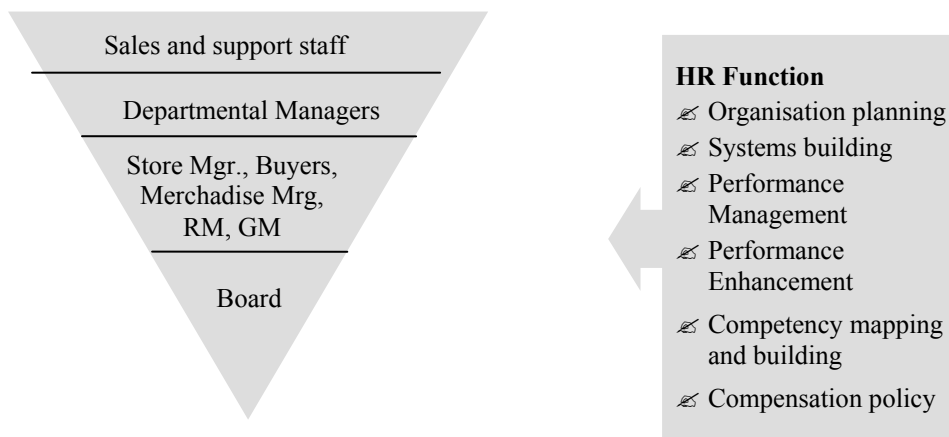 Sales and support staff
Departmental Managers
Store Mgr., Buyers,
Merchadise Mrg,
RM, GM
Board
HR Function
Organisation planning
Systems building
Performance
Management
Performance
Enhancement
Competency mapping
and building
Compensation policy